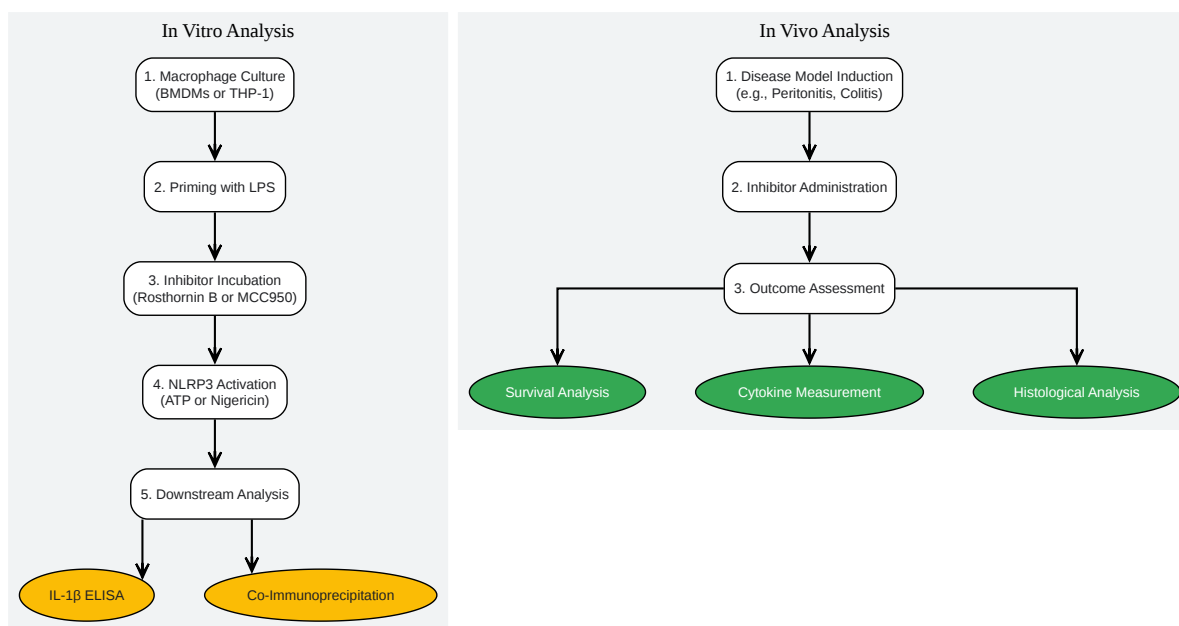 In Vitro Analysis
1. Macrophage Culture
(BMDMs or THP-1)
2. Priming with LPS
3. Inhibitor Incubation
(Rosthornin B or MCC950)
4. NLRP3 Activation
(ATP or Nigericin)
5. Downstream Analysis
IL-1β ELISA
Co-Immunoprecipitation
In Vivo Analysis
1. Disease Model Induction
(e.g., Peritonitis, Colitis)
2. Inhibitor Administration
3. Outcome Assessment
Survival Analysis
Cytokine Measurement
Histological Analysis